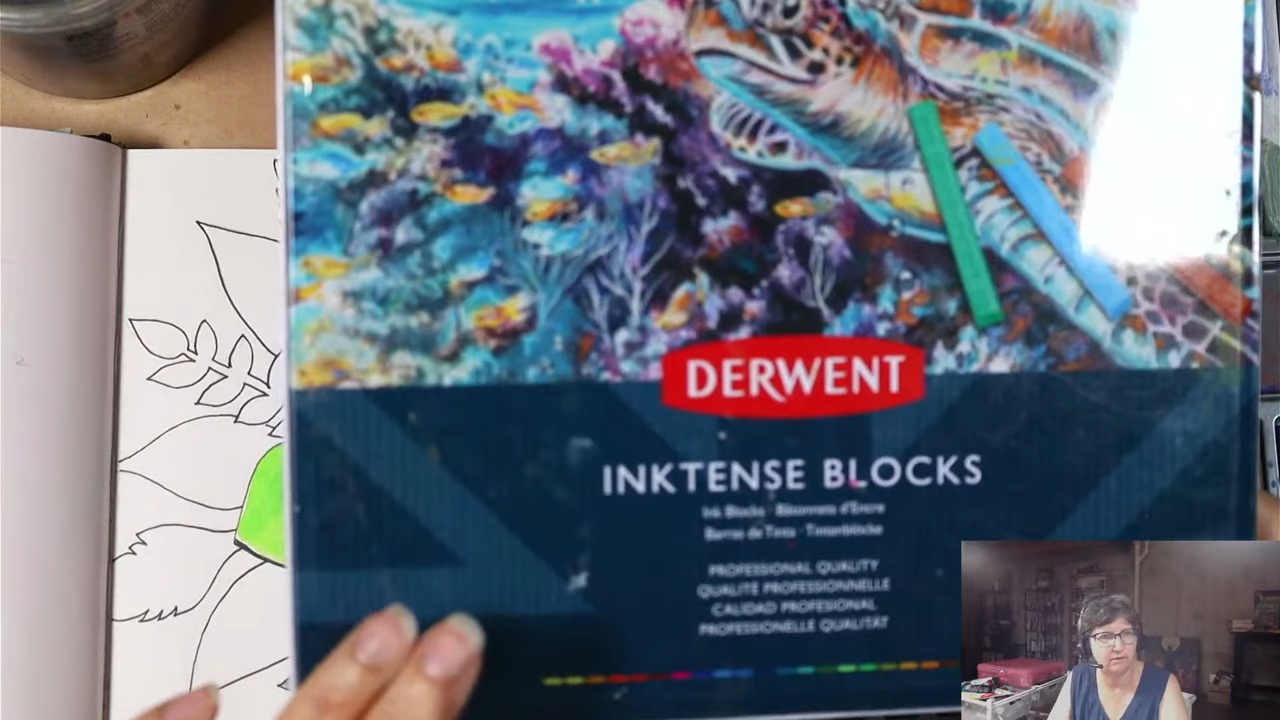 DERWENT
INKTENSE BLOCKS
Ink Blocks · Bâtonnets d'Encre
Barras de Tinta · Tintenblöcke
PROFESSIONAL QUALITY
QUALITÉ PROFESSIONNELLE
CALIDAD PROFESIONAL
PROFESSIONELLE QUALITÄT